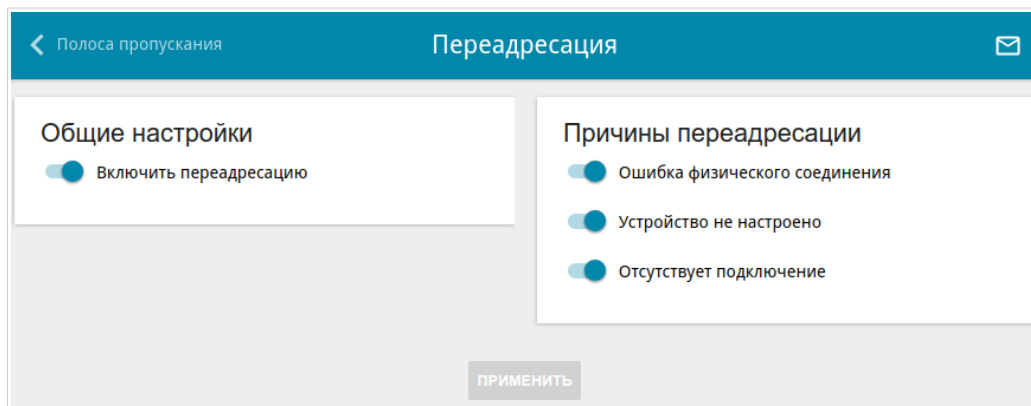 Полоса пропускания
Переадресация
Общие настройки
Включить переадресацию
Причины переадресации
Ошибка физического соединения
Устройство не настроено
Отсутствует подключение
ПРИМЕНИТЬ